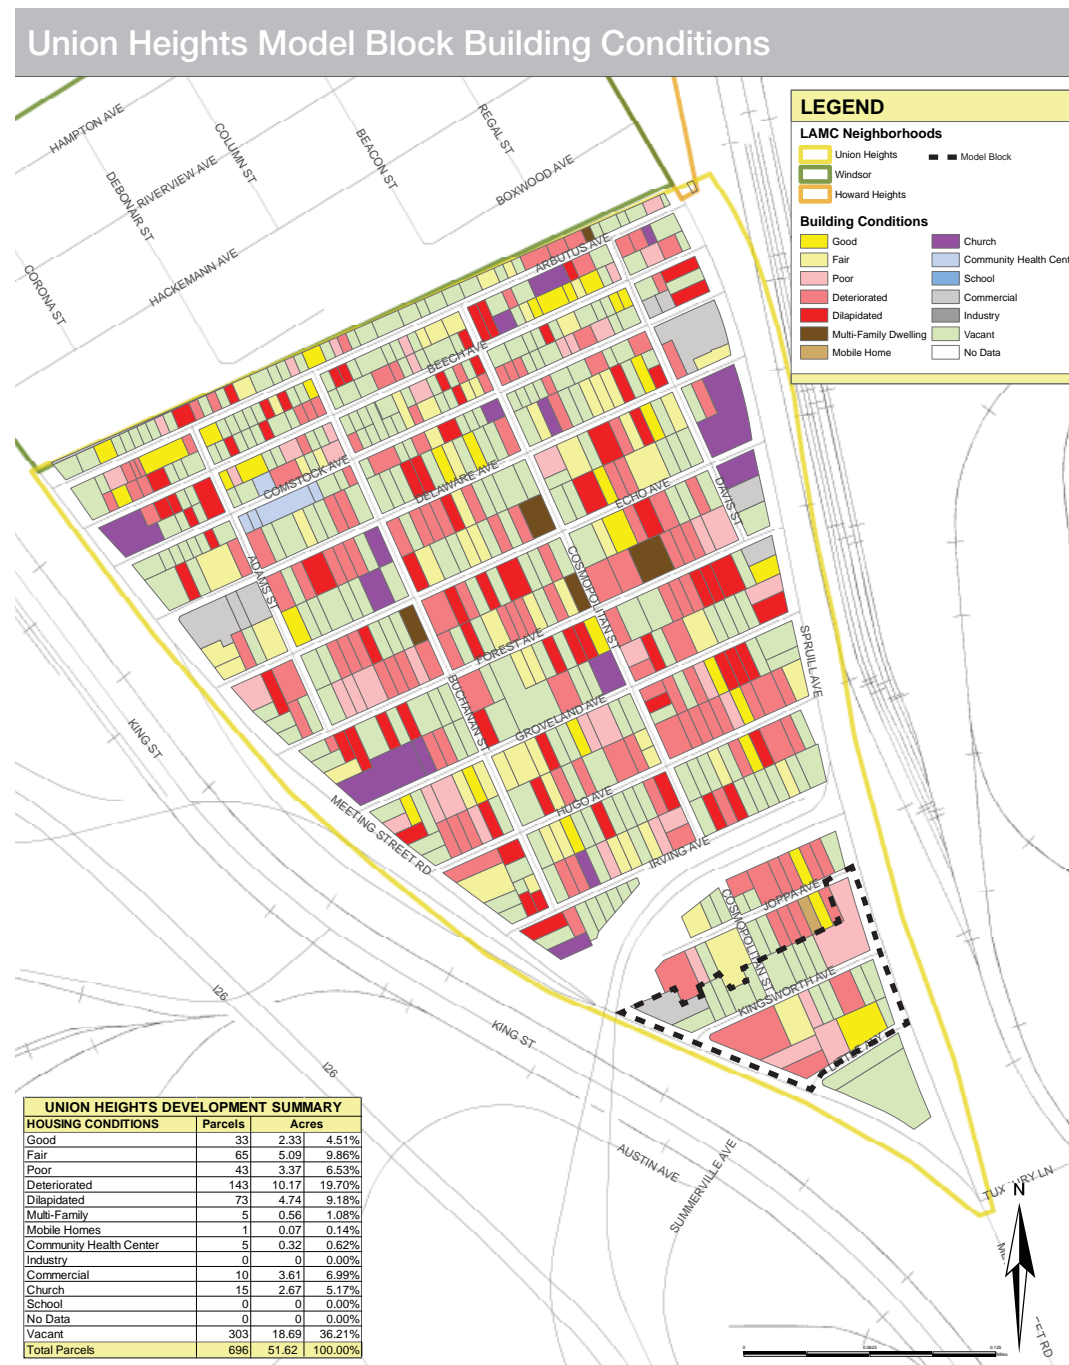 Union Heights Model Block Building Conditions
LEGEND
LAMC Neighborhoods
Union Heights
Model Block
Windsor
Howard Heights
Building Conditions
Good
Church
Fair
Community Health Cent
Poor
School
Deteriorated
Commercial
Dilapidated
Industry
Multi-Family Dwelling
Vacant
Mobile Home
No Data
HAMPTON AVE
COLUMN ST
BEACON ST
REGAL ST
RIVERVIEW AVE
DEBONAIR ST
BOXWOOD AVE
HACKEMANN AVE
CORONA ST
ARBUTUS AVE
BEECH AVE
COMSTOCK AVE
DELAWARE AVE
ECHO AVE
DAVIS ST
ADAMS ST
COSMOPOLITAN ST
FOREST AVE
SPRUILL AVE
BUCHANAN ST
GROVELAND AVE
KING ST
HUGO AVE
MEETING STREET RD
IRVING AVE
JOPPA AVE
COSMOPOLITAN ST
KINGSWORTH AVE
I26
KING ST
I26
AUSTIN AVE
SUMMERVILLE AVE
N
UNION HEIGHTS DEVELOPMENT SUMMARY
HOUSING CONDITIONS Parcels Acres
Good 33 2.33 4.51%
Fair 65 5.09 9.86%
Poor 43 3.37 6.53%
Deteriorated 143 10.17 19.70%
Dilapidated 73 4.74 9.18%
Multi-Family 5 0.56 1.08%
Mobile Homes 1 0.07 0.14%
Community Health Center 5 0.32 0.62%
Industry 0 0 0.00%
Commercial 10 3.61 6.99%
Church 15 2.67 5.17%
School 0 0 0.00%
No Data 0 0 0.00%
Vacant 303 18.69 36.21%
Total Parcels 696 51.62 100.00%
0 0.0625 0.125
Miles